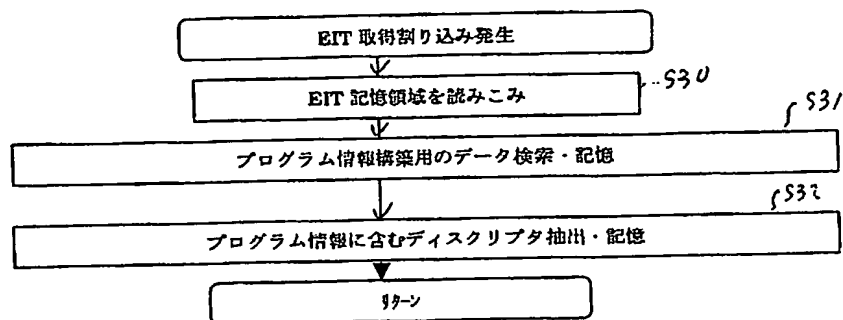 EIT 取得割り込み発生
EIT 記憶領域を読みこみ
S30
S31
プログラム情報構築用のデータ検索・記憶
S32
プログラム情報に含むディスクリプタ抽出・記憶
リターン